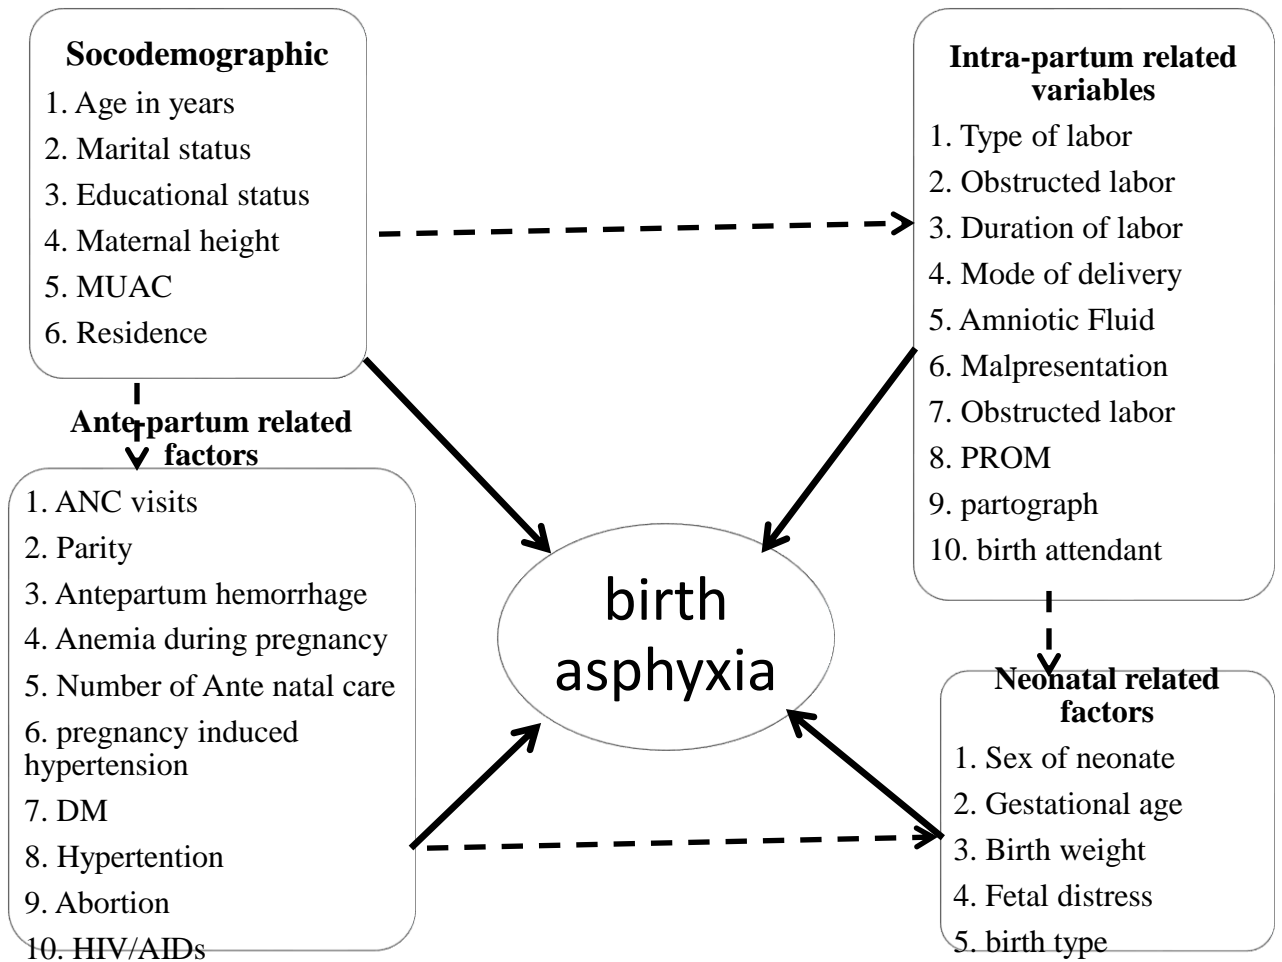 Socodemographic
1. Age in years
2. Marital status
3. Educational status
4. Maternal height
5. MUAC
6. Residence
Ante-partum related
factors
1. ANC visits
2. Parity
3. Antepartum hemorrhage
4. Anemia during pregnancy
5. Number of Ante natal care
6. pregnancy induced
hypertension
7. DM
8. Hypertention
9. Abortion
10. HIV/AIDs
birth
asphyxia
Intra-partum related
variables
1. Type of labor
2. Obstructed labor
3. Duration of labor
4. Mode of delivery
5. Amniotic Fluid
6. Malpresentation
7. Obstructed labor
8. PROM
9. partograph
10. birth attendant
Neonatal related
factors
1. Sex of neonate
2. Gestational age
3. Birth weight
4. Fetal distress
5. birth type